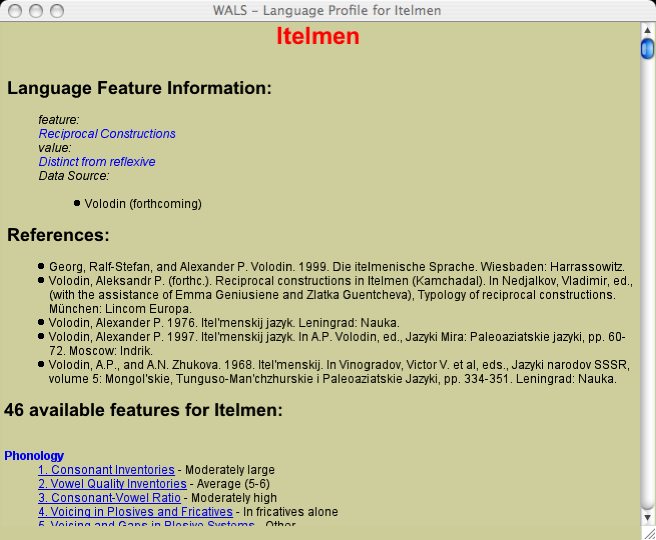 WALS - Language Profile for Itelmen
Itelmen
Language Feature Information:
feature:
Reciprocal Constructions
value:
Distinct from reflexive
Data Source:
Volodin (forthcoming)
References:
Georg, Ralf-Stefan, and Alexander P. Volodin. 1999. Die itelmenische Sprache. Wiesbaden: Harrassowitz.
Volodin, Aleksandr P. (forthc.). Reciprocal constructions in Itelmen (Kamchadal). In Nedjalkov, Vladimir, ed.,
(with the assistance of Emma Geniusiene and Zlatka Guentcheva), Typology of reciprocal constructions.
München: Lincom Europa.
Volodin, Alexander P. 1976. Itel'menskij jazyk. Leningrad: Nauka.
Volodin, Alexander P. 1997. Itel'menskij jazyk. In A.P. Volodin, ed., Jazyki Mira: Paleoaziatskie jazyki, pp. 60-
72. Moscow: Indrik.
Volodin, A.P., and A.N. Zhukova. 1968. Itel'menskij. In Vinogradov, Victor V. et al, eds., Jazyki narodov SSSR,
volume 5: Mongol'skie, Tunguso-Man'chzhurskie i Paleoaziatskie Jazyki, pp. 334-351. Leningrad: Nauka.
46 available features for Itelmen:
Phonology
1. Consonant Inventories - Moderately large
2. Vowel Quality Inventories - Average (5-6)
3. Consonant-Vowel Ratio - Moderately high
4. Voicing in Plosives and Fricatives - In fricatives alone
5. Voicing and Gaps in Plosive Systems - Other